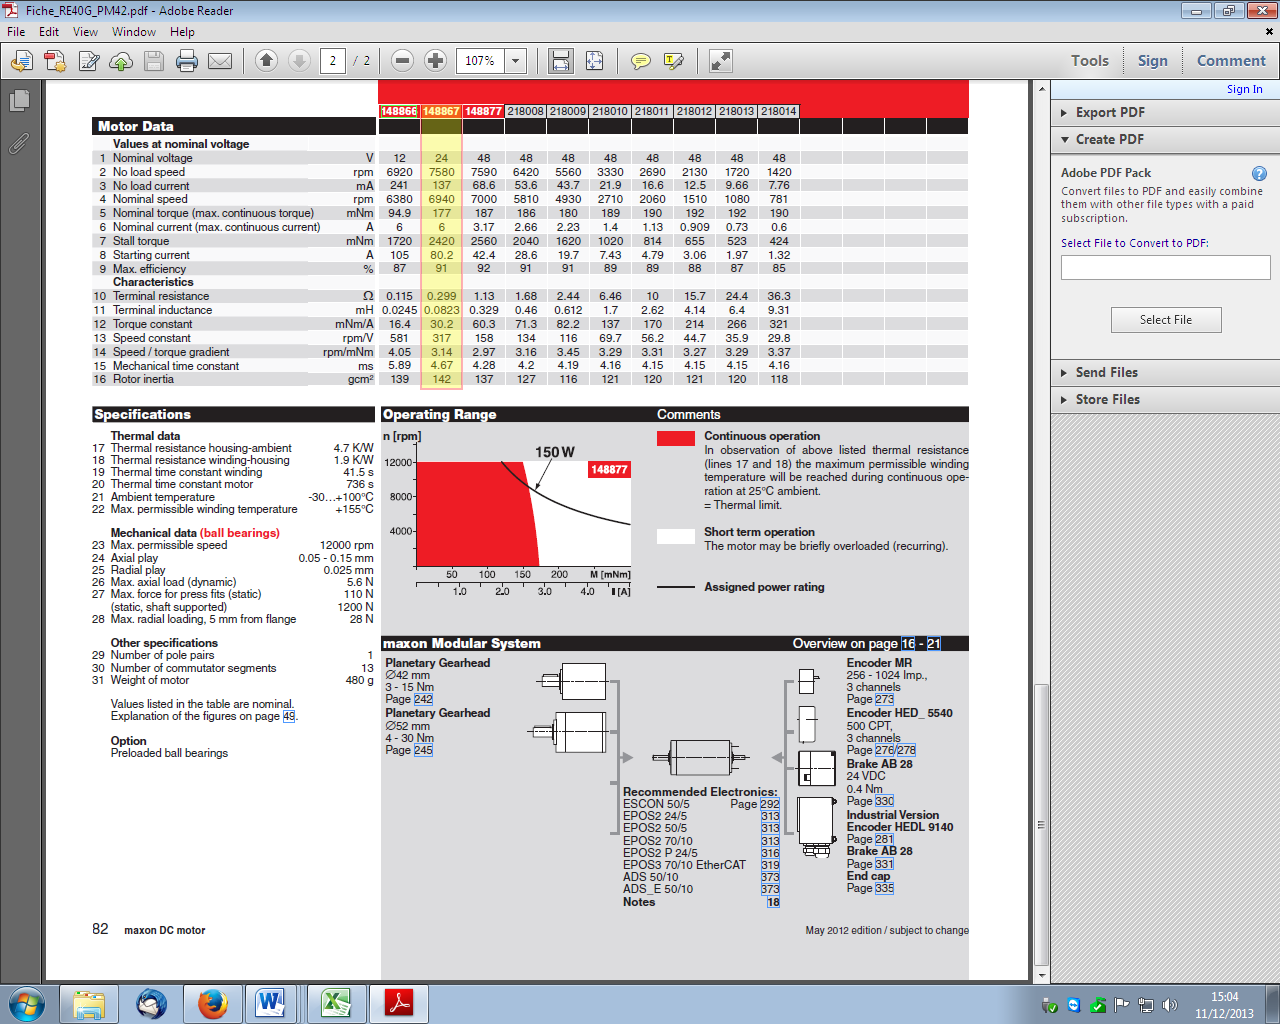 Fiche_RE40G_PM42.pdf - Adobe Reader
File Edit View Window Help
2 / 2 107% Tools Sign Comment
Sign In
Export PDF
Create PDF
Adobe PDF Pack
Convert files to PDF and easily combine
them with other file types with a paid
subscription.
Select File to Convert to PDF:
Select File
Send Files
Store Files
148866 148867 148877 218008 218009 218010 218011 218012 218013 218014
Motor Data
Values at nominal voltage
1 Nominal voltage V 12 24 48 48 48 48 48 48 48 48
2 No load speed rpm 6920 7580 7590 6420 5560 3330 2690 2130 1720 1420
3 No load current mA 241 137 68.6 53.6 43.7 21.9 16.6 12.5 9.66 7.76
4 Nominal speed rpm 6380 6940 7000 5810 4930 2710 2060 1510 1080 781
5 Nominal torque (max. continuous torque) mNm 94.9 177 187 186 180 189 190 192 192 190
6 Nominal current (max. continuous current) A 6 6 3.17 2.66 2.23 1.4 1.13 0.909 0.73 0.6
7 Stall torque mNm 1720 2420 2560 2040 1620 1020 814 655 523 424
8 Starting current A 105 80.2 42.4 28.6 19.7 7.43 4.79 3.06 1.97 1.32
9 Max. efficiency % 87 91 92 91 91 89 89 88 87 85
Characteristics
10 Terminal resistance Ω 0.115 0.299 1.13 1.68 2.44 6.46 10 15.7 24.4 36.3
11 Terminal inductance mH 0.0245 0.0823 0.329 0.46 0.612 1.7 2.62 4.14 6.4 9.31
12 Torque constant mNm/A 16.4 30.2 60.3 71.3 82.2 137 170 214 266 321
13 Speed constant rpm/V 581 317 158 134 116 69.7 56.2 44.7 35.9 29.8
14 Speed / torque gradient rpm/mNm 4.05 3.14 2.97 3.16 3.45 3.29 3.31 3.27 3.29 3.37
15 Mechanical time constant ms 5.89 4.67 4.28 4.2 4.19 4.16 4.15 4.15 4.15 4.16
16 Rotor inertia gcm² 139 142 137 127 116 121 120 121 120 118
Specifications
Thermal data
17 Thermal resistance housing-ambient 4.7 K/W
18 Thermal resistance winding-housing 1.9 K/W
19 Thermal time constant winding 41.5 s
20 Thermal time constant motor 736 s
21 Ambient temperature -30…+100°C
22 Max. permissible winding temperature +155°C
Mechanical data (ball bearings)
23 Max. permissible speed 12000 rpm
24 Axial play 0.05 - 0.15 mm
25 Radial play 0.025 mm
26 Max. axial load (dynamic) 5.6 N
27 Max. force for press fits (static) 110 N
(static, shaft supported) 1200 N
28 Max. radial loading, 5 mm from flange 28 N
Other specifications
29 Number of pole pairs 1
30 Number of commutator segments 13
31 Weight of motor 480 g
Values listed in the table are nominal.
Explanation of the figures on page 49.
Option
Preloaded ball bearings
Operating Range Comments
n [rpm]
150 W
148877
12000
8000
4000
50 100 150 200 M [mNm]
1.0 2.0 3.0 4.0 I [A]
Continuous operation
In observation of above listed thermal resistance
(lines 17 and 18) the maximum permissible winding
temperature will be reached during continuous ope-
ration at 25°C ambient.
= Thermal limit.
Short term operation
The motor may be briefly overloaded (recurring).
Assigned power rating
maxon Modular System Overview on page 16 - 21
Planetary Gearhead
∅42 mm
3 - 15 Nm
Page 242
Planetary Gearhead
∅52 mm
4 - 30 Nm
Page 245
Recommended Electronics:
ESCON 50/5 Page 292
EPOS2 24/5 313
EPOS2 50/5 313
EPOS2 70/10 313
EPOS2 P 24/5 316
EPOS3 70/10 EtherCAT 319
ADS 50/10 373
ADS_E 50/10 373
Notes 18
Encoder MR
256 - 1024 Imp.,
3 channels
Page 273
Encoder HED_ 5540
500 CPT,
3 channels
Page 276/278
Brake AB 28
24 VDC
0.4 Nm
Page 330
Industrial Version
Encoder HEDL 9140
Page 281
Brake AB 28
Page 331
End cap
Page 335
82 maxon DC motor
May 2012 edition / subject to change
15:04
11/12/2013